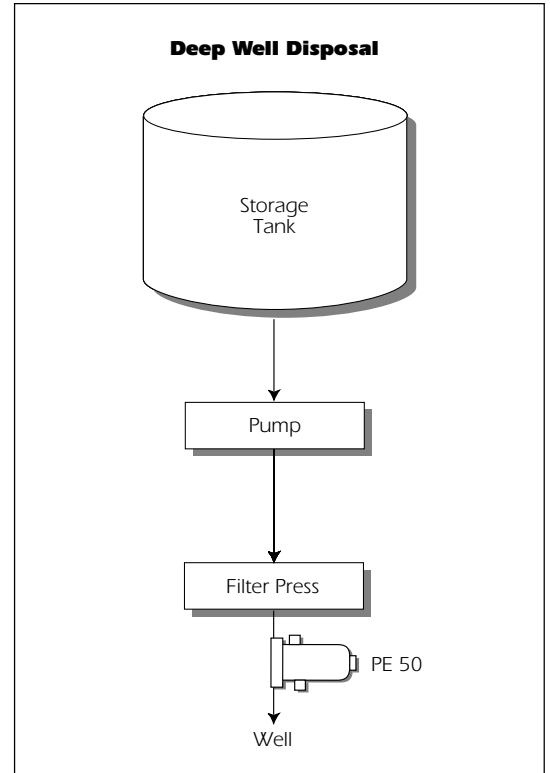 Deep Well Disposal
Storage
Tank
Pump
Filter Press
PE 50
Well